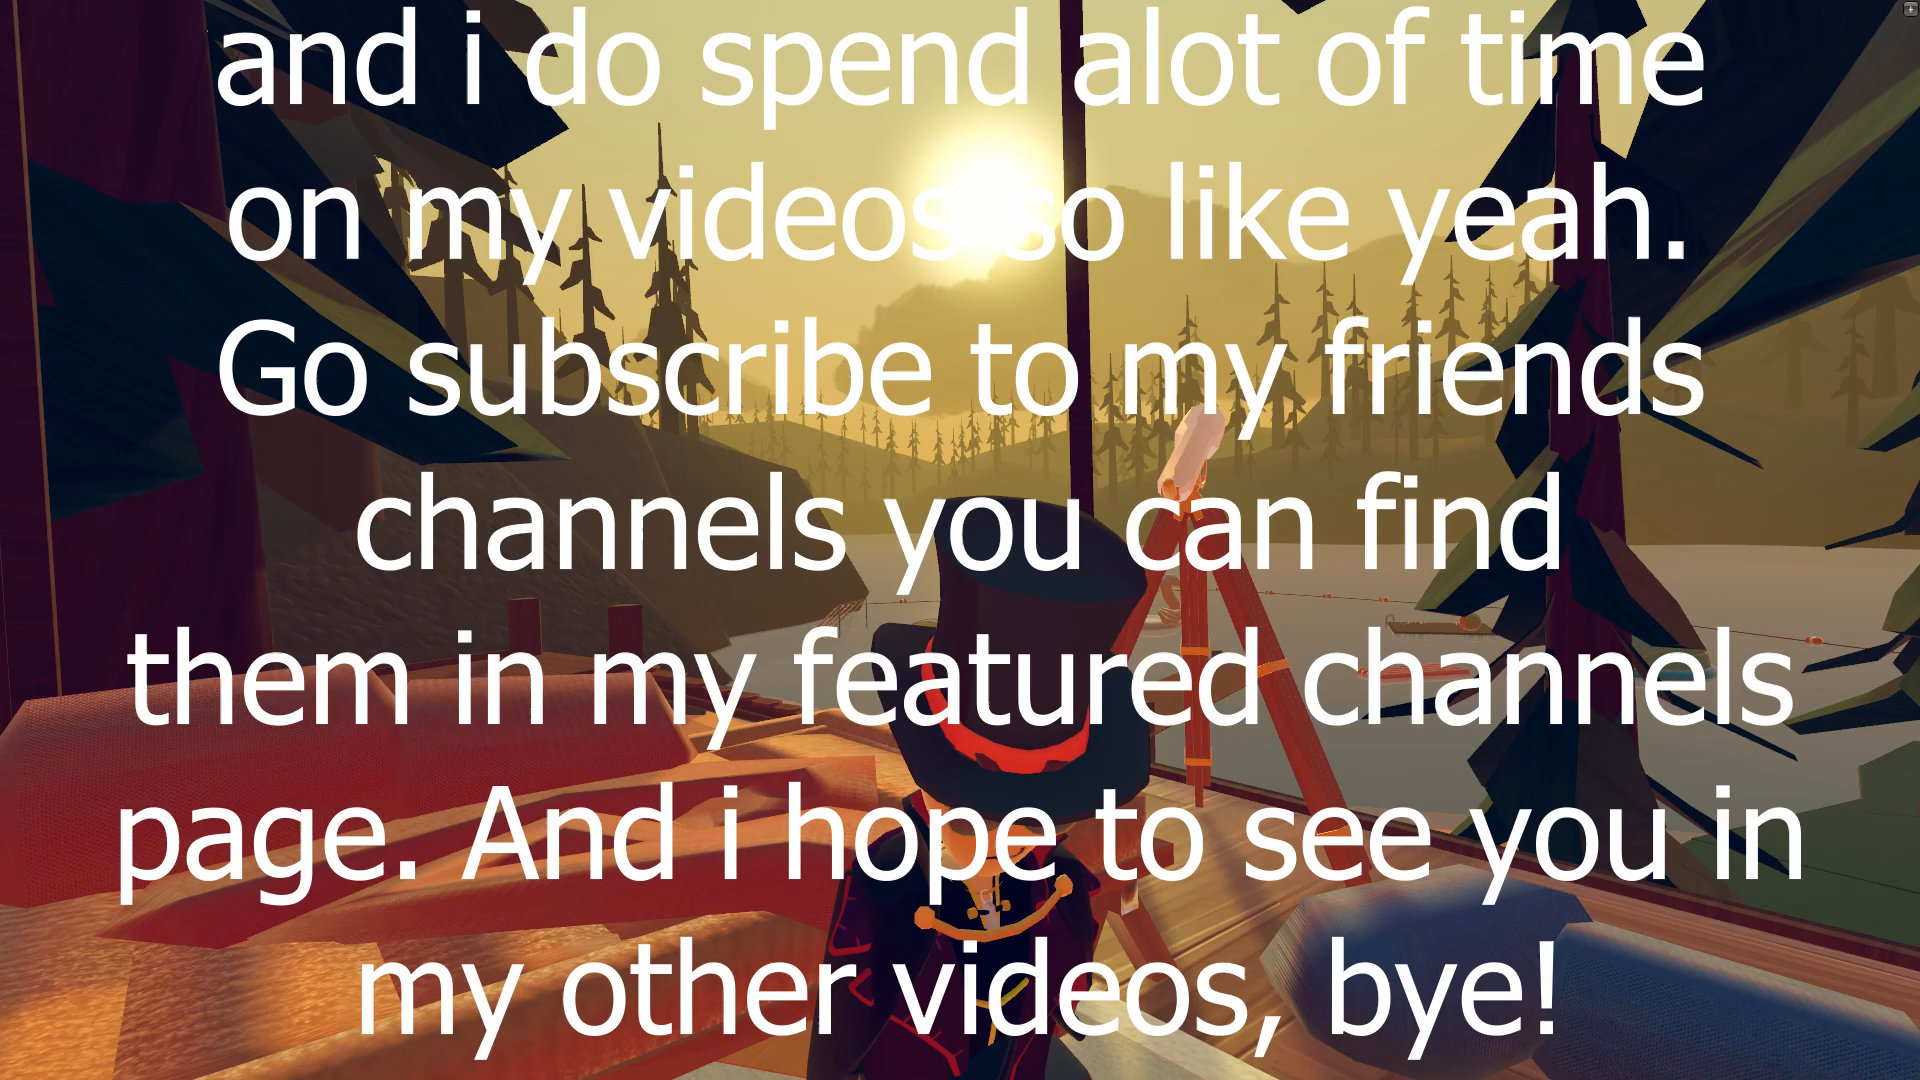 and i do spend alot of time
on my videos so like yeah.
Go subscribe to my friends
channels you can find
them in my featured channels
page. And i hope to see you in
my other videos, bye!